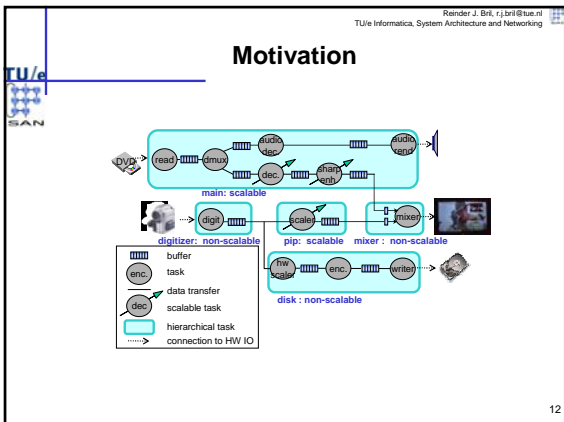 Reinder J. Bril, r.j.bril@tue.nl
TU/e Informatica, System Architecture and Networking
TU/e
SAN
Motivation
DVD
read
dmux
audio
dec.
audio
rend
dec.
sharp
enh
main: scalable
digit
scaler
mixer
digitizer: non-scalable
pip: scalable
mixer : non-scalable
hw
scaler
enc.
writer
disk : non-scalable
buffer
enc.
task
data transfer
dec
scalable task
hierarchical task
connection to HW IO
12